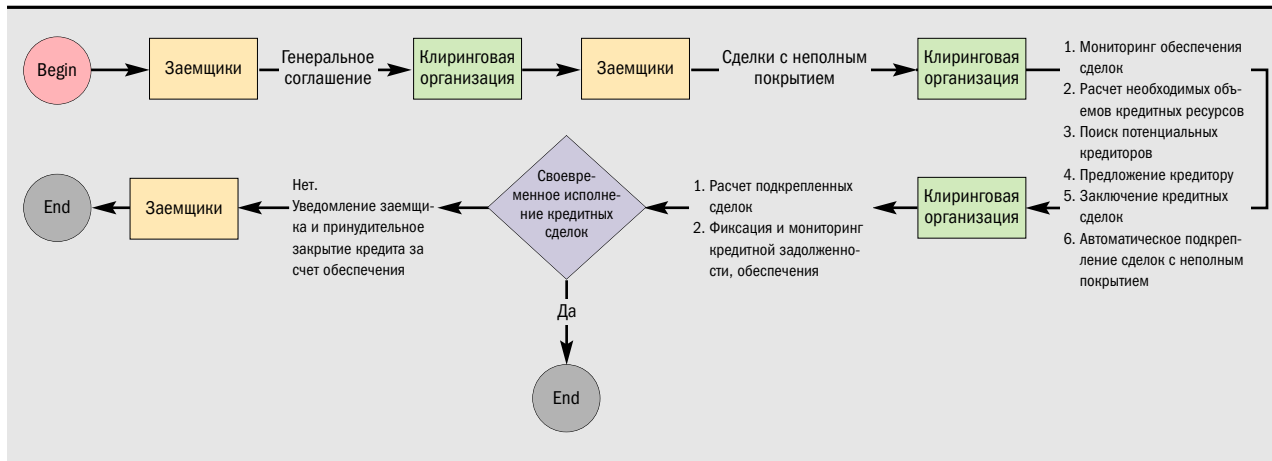 Begin
Заемщики
Генеральное
соглашение
Клиринговая
организация
Заемщики
Сделки с неполным
покрытием
Клиринговая
организация
1. Мониторинг обеспечения
сделок
2. Расчет необходимых объ-
емов кредитных ресурсов
3. Поиск потенциальных
кредиторов
4. Предложение кредитору
5. Заключение кредитных
сделок
6. Автоматическое подкреп-
ление сделок с неполным
покрытием
Клиринговая
организация
1. Расчет подкрепленных
сделок
2. Фиксация и мониторинг
кредитной задолженно-
сти, обеспечения
Своевре-
менное исполне-
ние кредитных
сделок
Нет.
Уведомление заемщи-
ка и принудительное
закрытие кредита за
счет обеспечения
Заемщики
End
Да
End